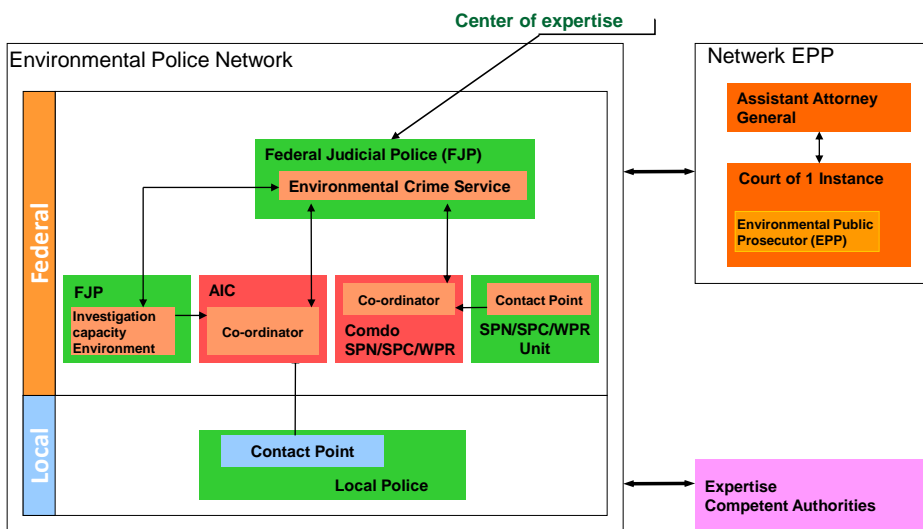 Center of expertise
Environmental Police Network
Netwerk EPP
Assistant Attorney
General
Court of 1 Instance
Environmental Public
Prosecutor (EPP)
Federal
Federal Judicial Police (FJP)
Environmental Crime Service
FJP
Investigation
capacity
Environment
AIC
Co-ordinator
Co-ordinator
Comdo
SPN/SPC/WPR
Contact Point
SPN/SPC/WPR
Unit
Local
Contact Point
Local Police
Expertise
Competent Authorities